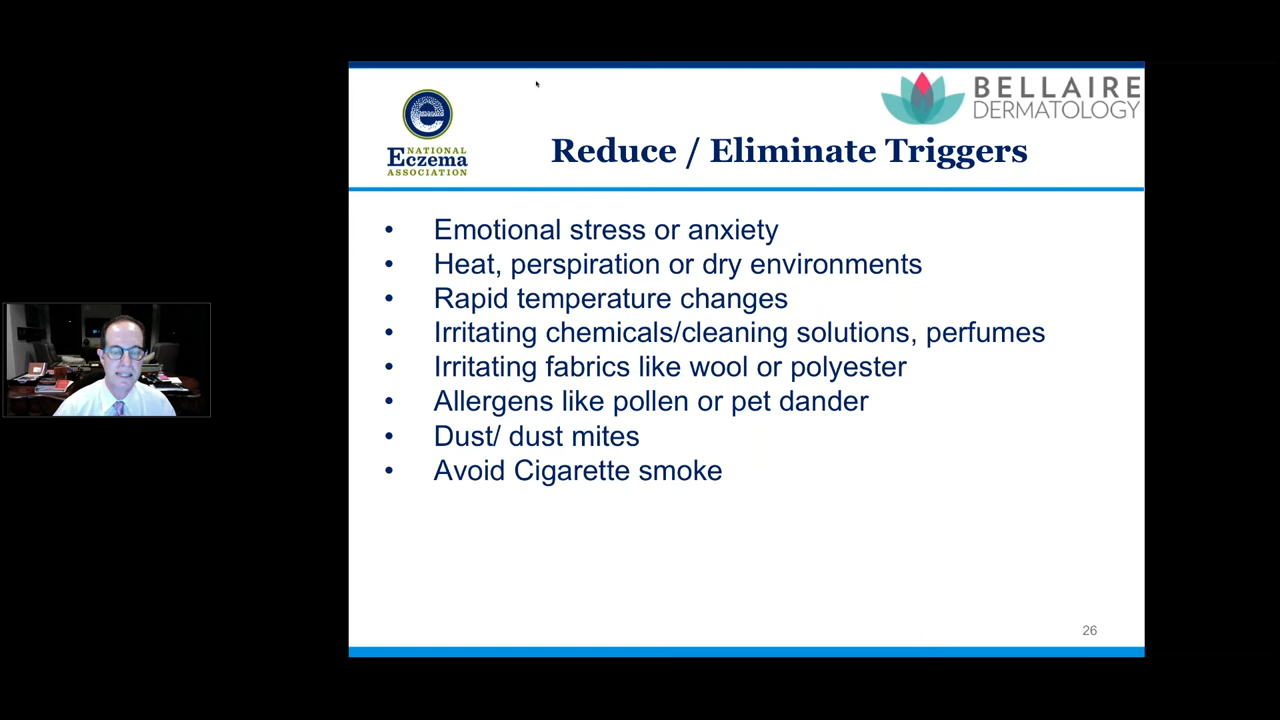 BELLAIRE
DERMATOLOGY
e
NATIONAL
Eczema
ASSOCIATION
Reduce / Eliminate Triggers
• Emotional stress or anxiety
• Heat, perspiration or dry environments
• Rapid temperature changes
• Irritating chemicals/cleaning solutions, perfumes
• Irritating fabrics like wool or polyester
• Allergens like pollen or pet dander
• Dust/ dust mites
• Avoid Cigarette smoke
26